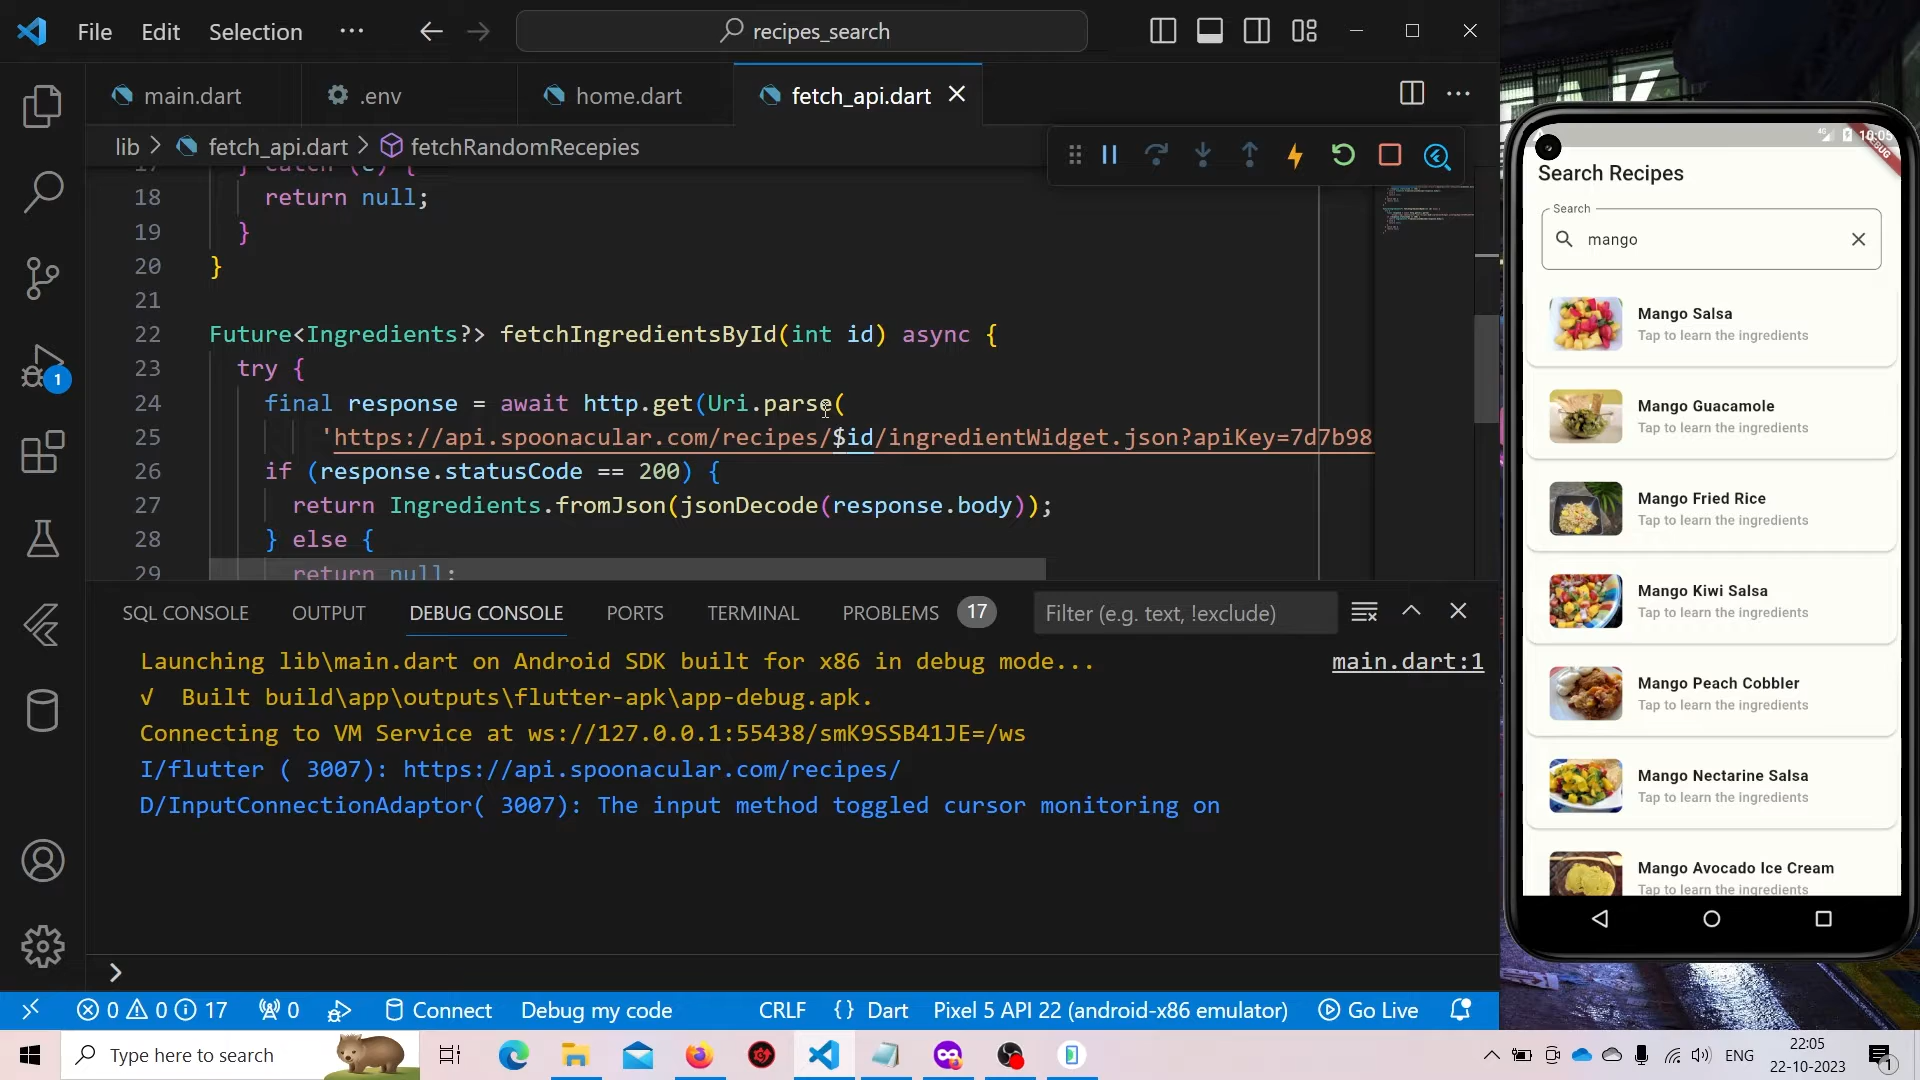 File Edit Selection ··· recipes_search
main.dart .env home.dart fetch_api.dart
lib > fetch_api.dart > fetchRandomRecepies
17 } catch (e) {
18 return null;
19 }
20 }
21
22 Future<Ingredients?> fetchIngredientsById(int id) async {
23 try {
24 final response = await http.get(Uri.parse(
25 'https://api.spoonacular.com/recipes/$id/ingredientWidget.json?apiKey=7d7b98
26 if (response.statusCode == 200) {
27 return Ingredients.fromJson(jsonDecode(response.body));
28 } else {
29 return null;
SQL CONSOLE OUTPUT DEBUG CONSOLE PORTS TERMINAL PROBLEMS 17 Filter (e.g. text, !exclude)
Launching lib\main.dart on Android SDK built for x86 in debug mode... main.dart:1
√ Built build\app\outputs\flutter-apk\app-debug.apk.
Connecting to VM Service at ws://127.0.0.1:55438/smK9SSB41JE=/ws
I/flutter ( 3007): https://api.spoonacular.com/recipes/
D/InputConnectionAdaptor( 3007): The input method toggled cursor monitoring on
1
0 0 17 0 Connect Debug my code CRLF {} Dart Pixel 5 API 22 (android-x86 emulator) Go Live
Type here to search
ENG 22:05
22-10-2023
1
4G 10:05
DEBUG
Search Recipes
Search
mango
Mango Salsa
Tap to learn the ingredients
Mango Guacamole
Tap to learn the ingredients
Mango Fried Rice
Tap to learn the ingredients
Mango Kiwi Salsa
Tap to learn the ingredients
Mango Peach Cobbler
Tap to learn the ingredients
Mango Nectarine Salsa
Tap to learn the ingredients
Mango Avocado Ice Cream
Tap to learn the ingredients